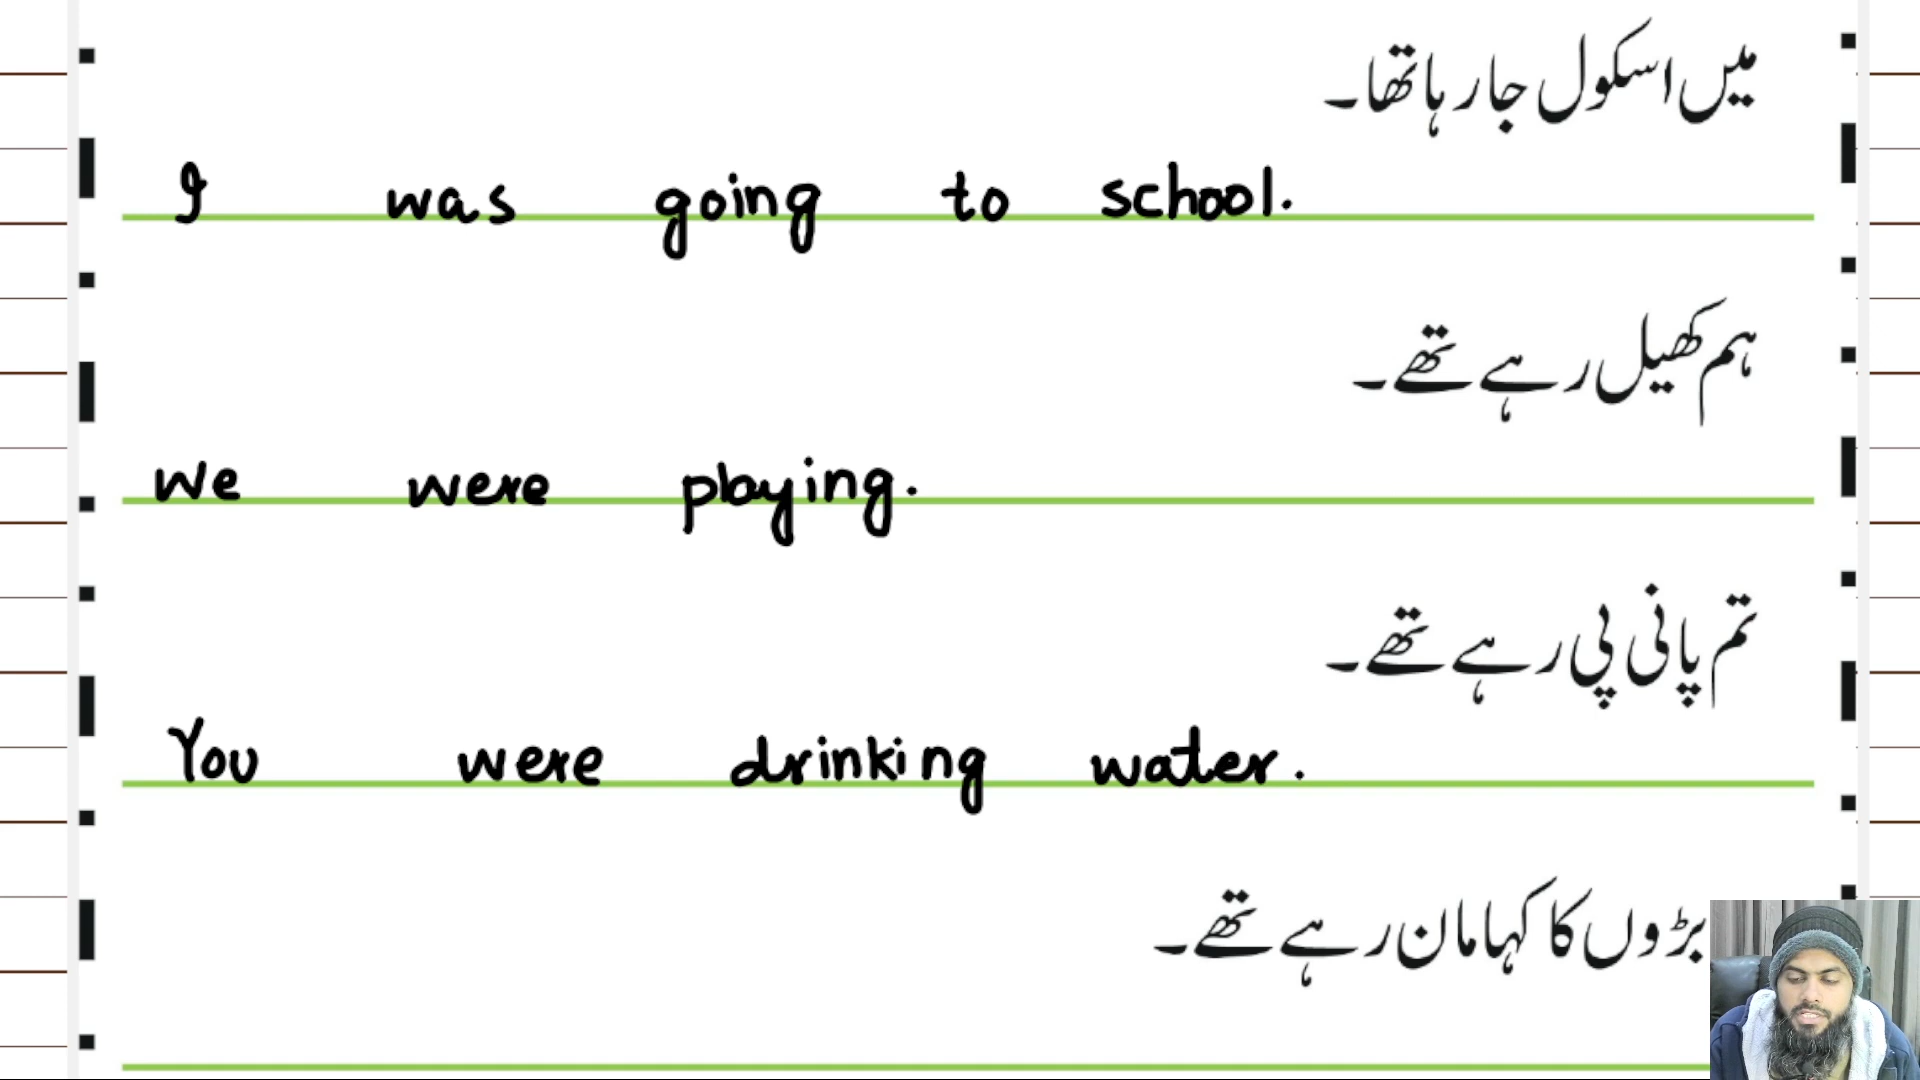 میں اسکول جا رہا تھا۔
I was going to school.
ہم کھیل رہے تھے۔
We were playing.
تم پانی پی رہے تھے۔
You were drinking water.
بڑوں کا کہا مان رہے تھے۔